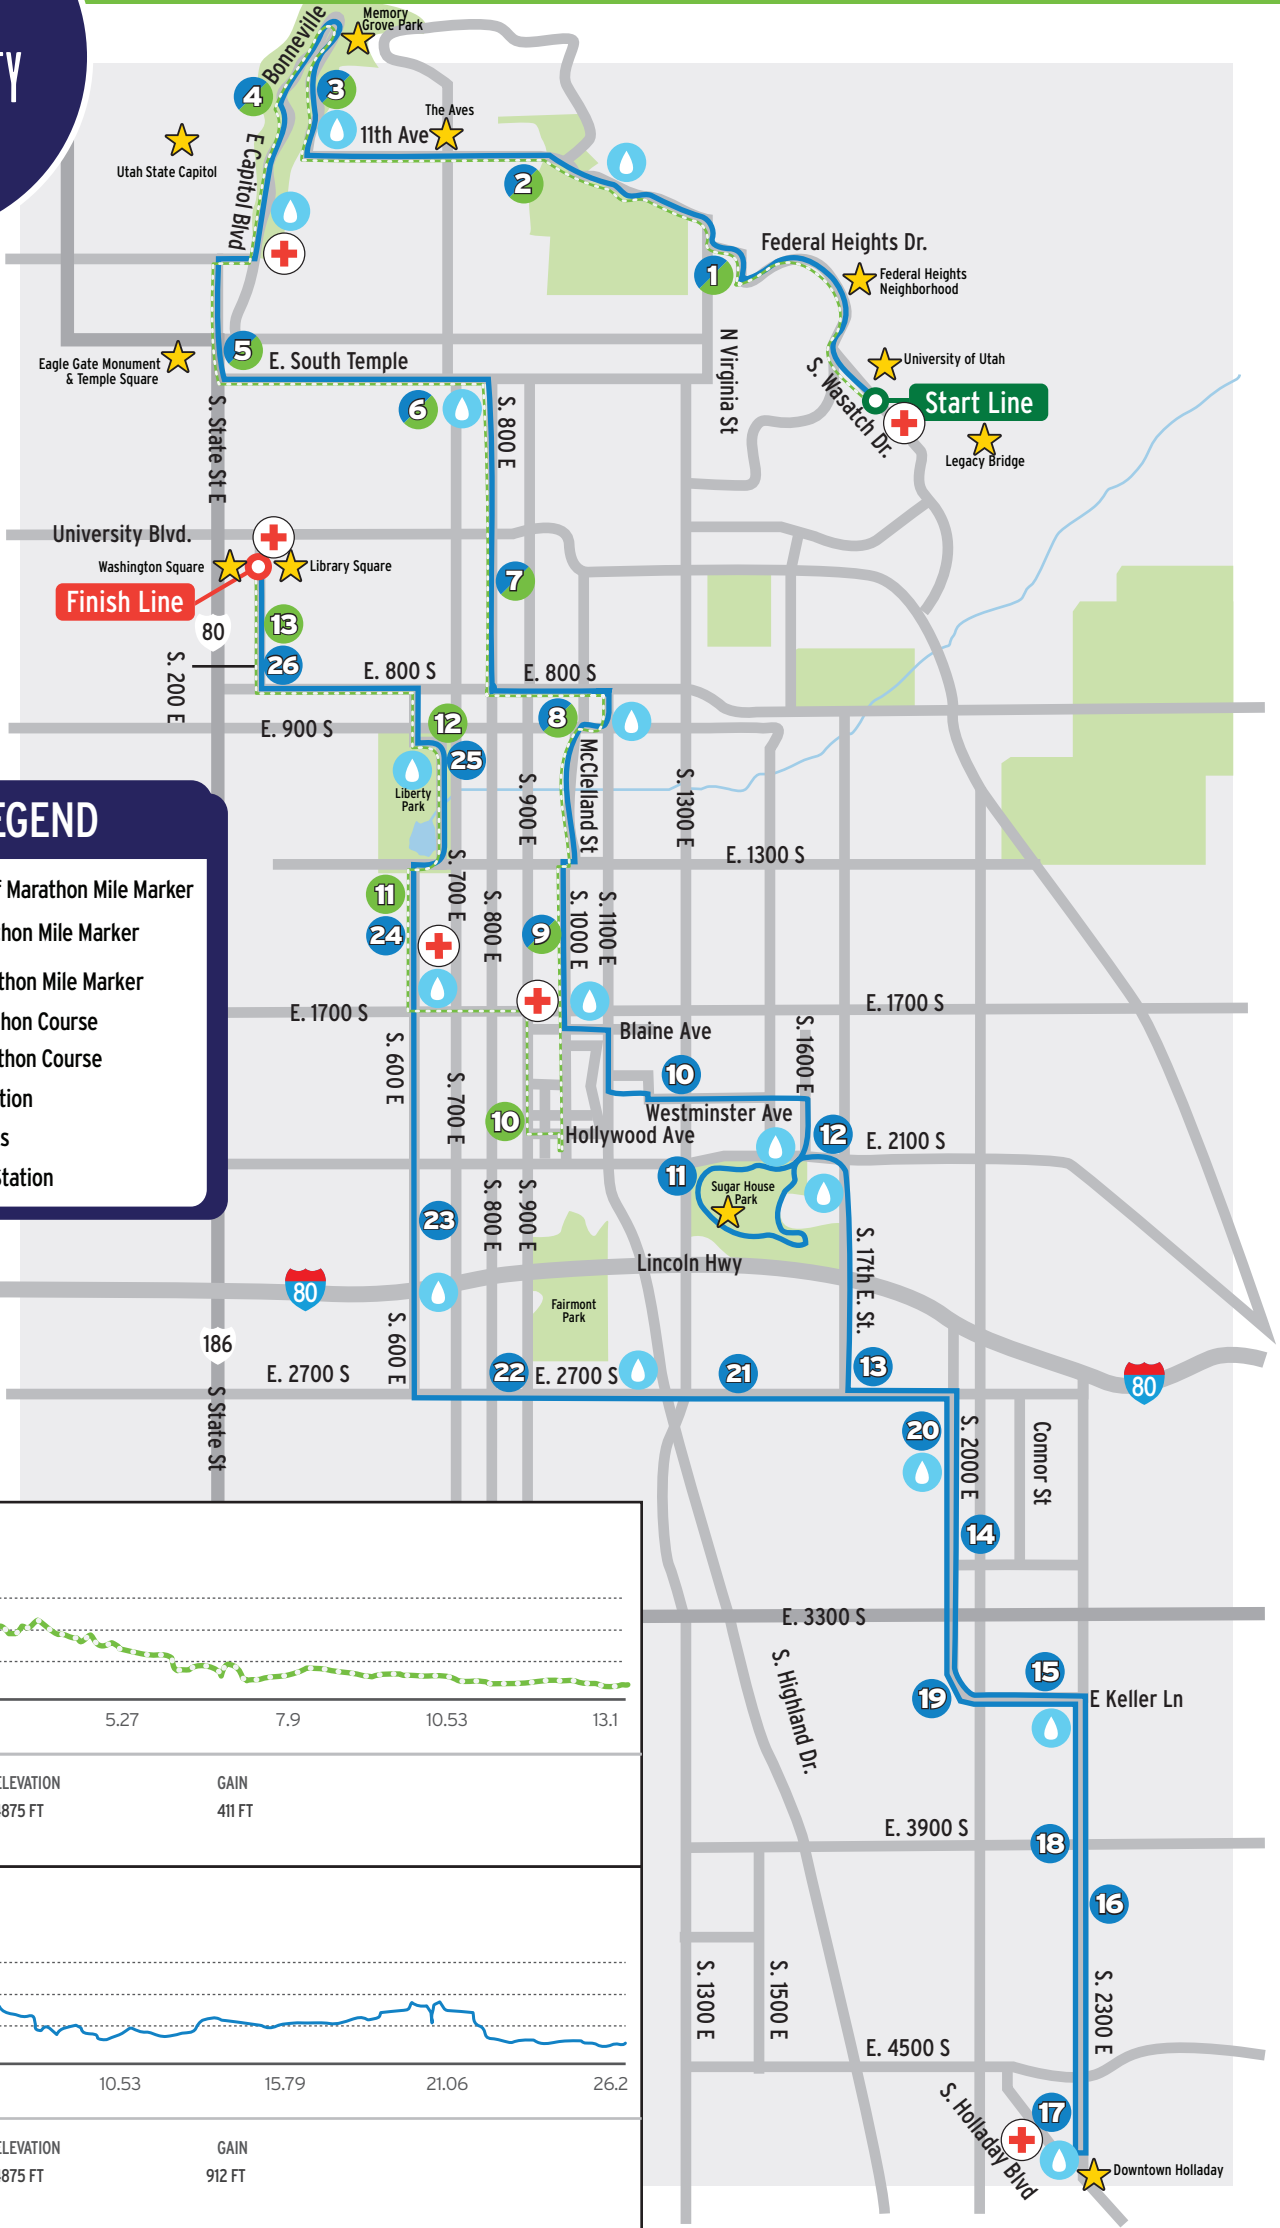 TY
Bonneville
Memory
Grove Park
4
3
The Aves
11th Ave
Utah State Capitol
E Capitol Blvd
2
Federal Heights Dr.
1
Federal Heights
Neighborhood
N Virginia St
5
E. South Temple
Eagle Gate Monument
& Temple Square
University of Utah
S. Wasatch Dr.
Start Line
Legacy Bridge
6
S. 800 E
S. State St E
University Blvd.
Washington Square
Library Square
Finish Line
7
80
13
26
S. 200 E
E. 800 S
E. 800 S
8
12
E. 900 S
25
McClelland St
Liberty
Park
S. 900 E
S. 1300 E
EGEND
E. 1300 S
f Marathon Mile Marker
hon Mile Marker
thon Mile Marker
hon Course
thon Course
tion
s
Station
11
24
S. 700 E
S. 800 E
9
S. 1000 E
S. 1100 E
E. 1700 S
E. 1700 S
Blaine Ave
S. 1600 E
S. 600 E
S. 700 E
10
10
Westminster Ave
Hollywood Ave
12
E. 2100 S
11
Sugar House
Park
23
S. 800 E
S. 900 E
S. 17th E. St.
Lincoln Hwy
80
Fairmont
Park
186
S. 600 E
E. 2700 S
22
E. 2700 S
21
13
80
S State St
20
S. 2000 E
Connor St
14
E. 3300 S
S. Highland Dr.
15
19
E Keller Ln
5.27
7.9
10.53
13.1
ELEVATION
GAIN
4875 FT
411 FT
E. 3900 S
18
16
S. 1300 E
S. 1500 E
S. 2300 E
E. 4500 S
10.53
15.79
21.06
26.2
S. Holladay Blvd
17
Downtown Holladay
ELEVATION
GAIN
4875 FT
912 FT